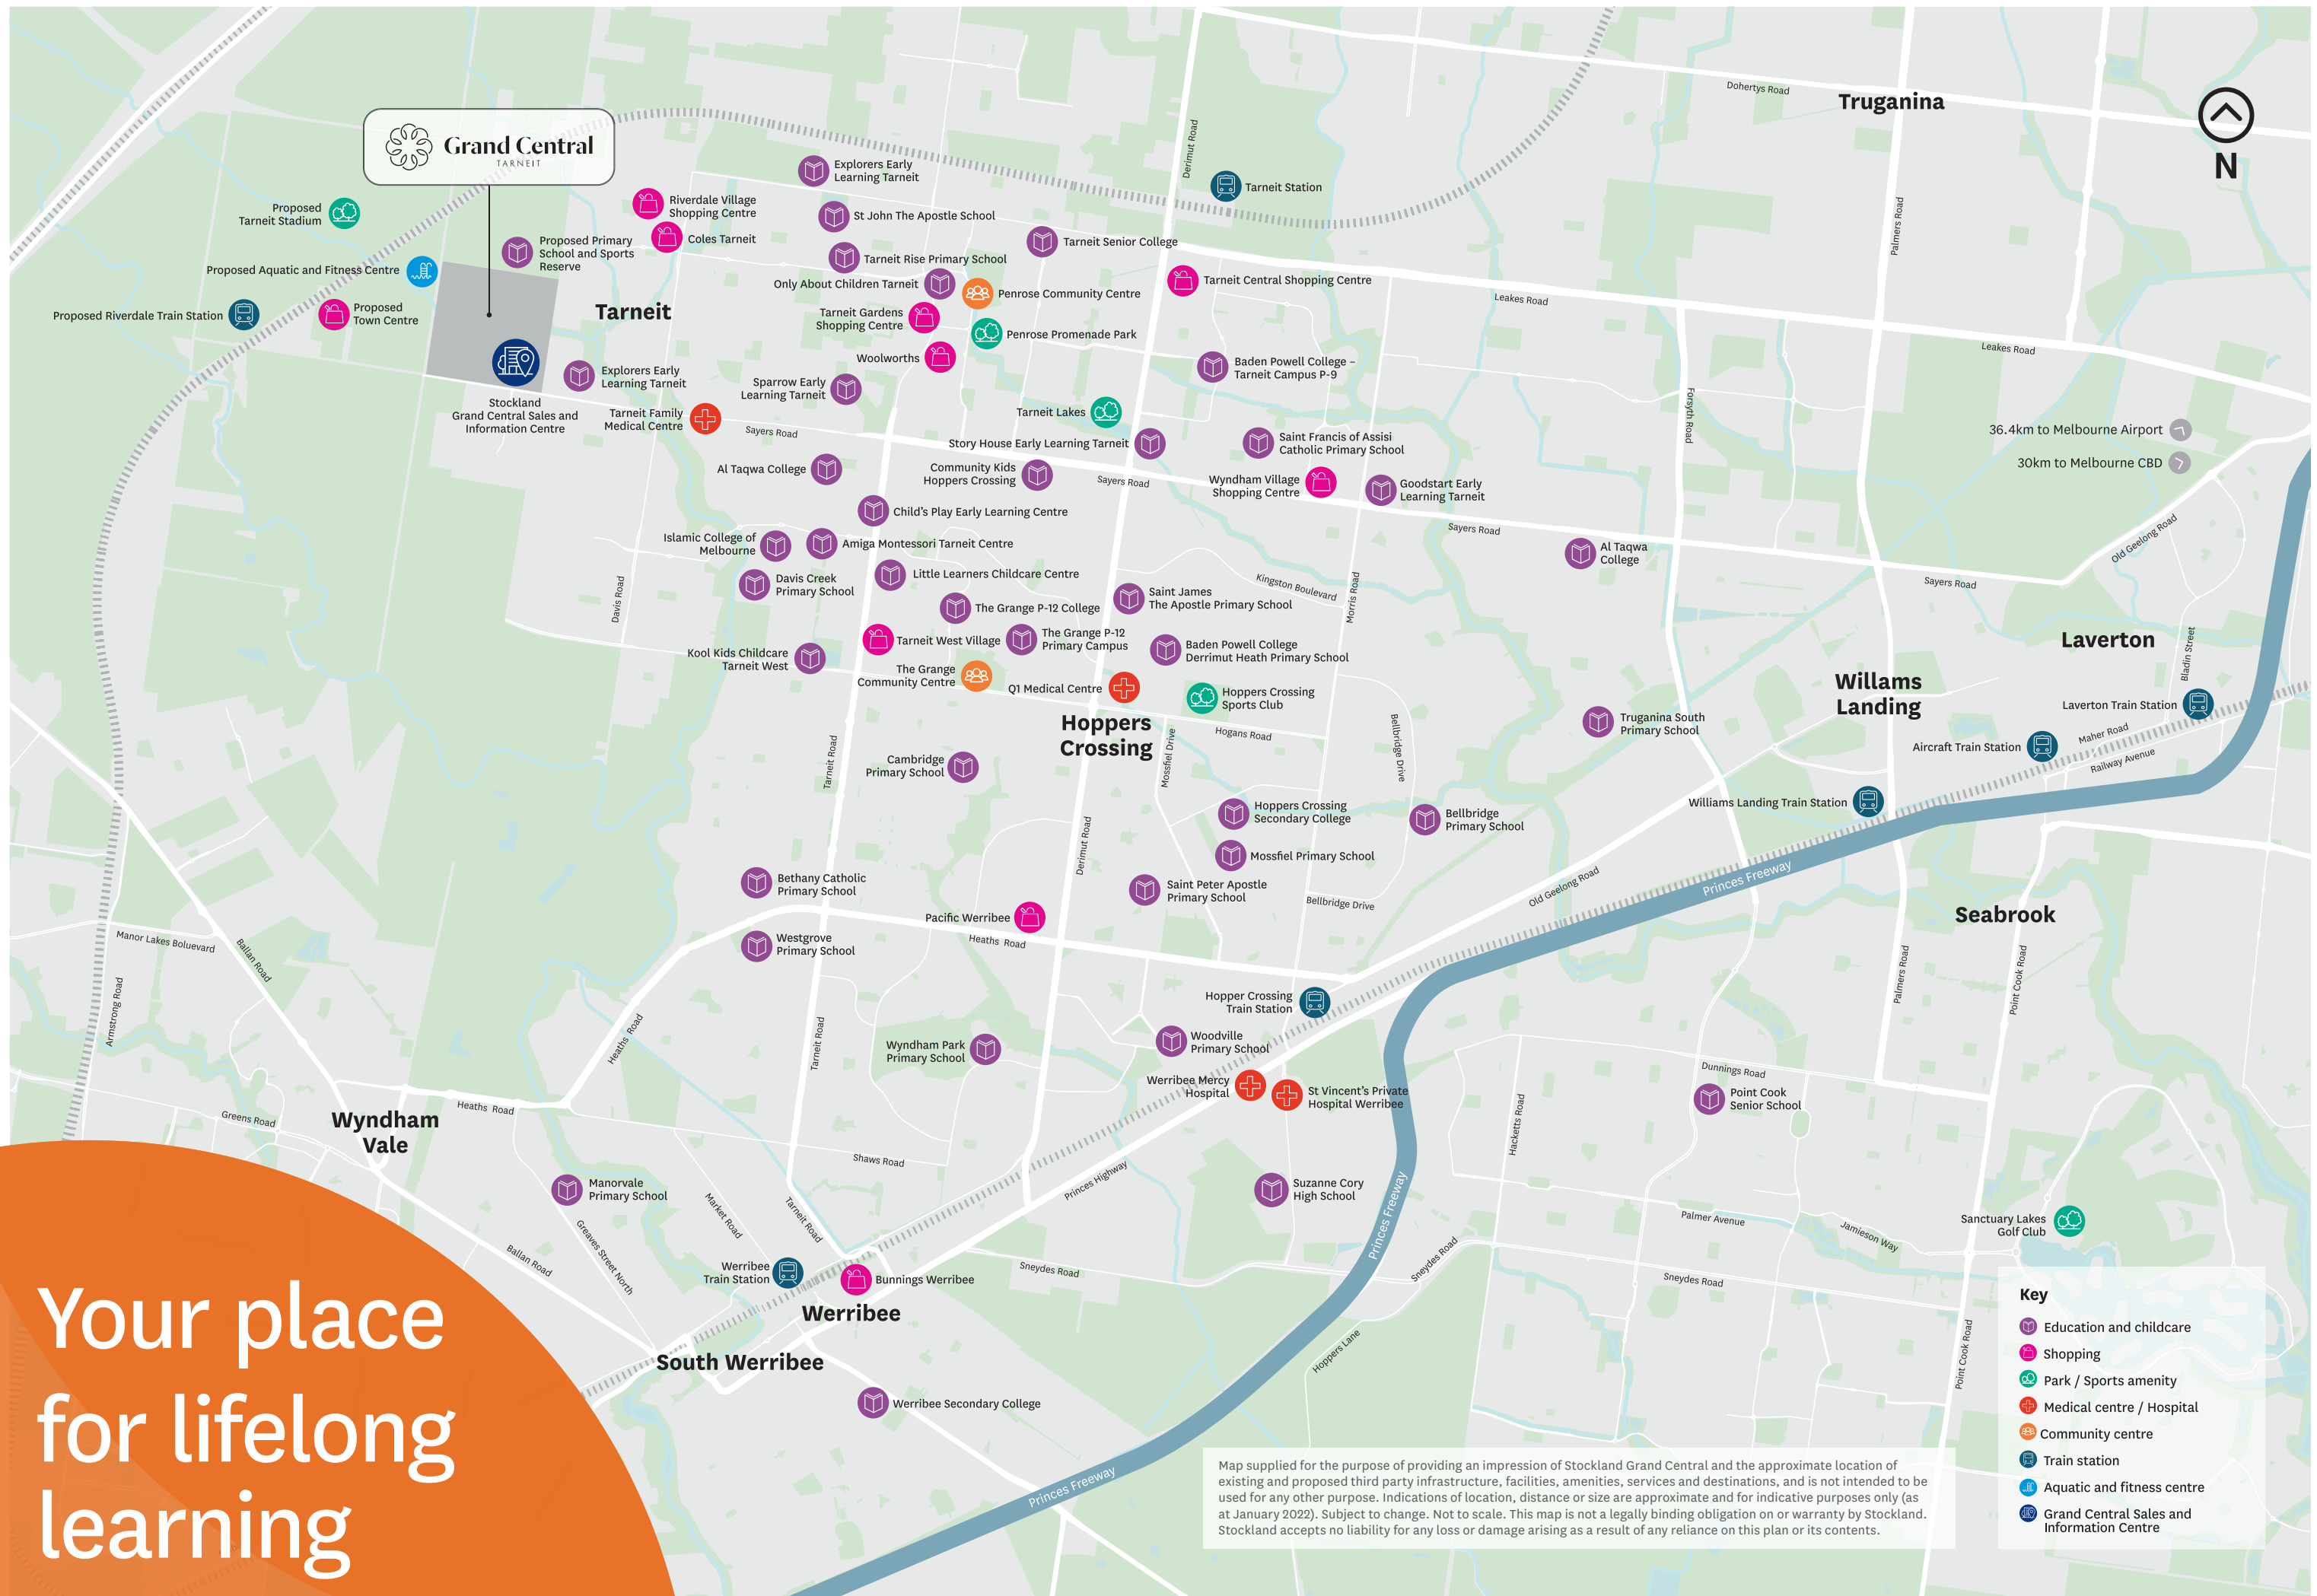 Truganina
Dohertys Road
N
Grand Central
TARNEIT
Derimut Road
Palmers Road
Explorers Early
Learning Tarneit
Tarneit Station
Proposed
Tarneit Stadium
Riverdale Village
Shopping Centre
St John The Apostle School
Coles Tarneit
Proposed Primary
School and Sports
Reserve
Tarneit Senior College
Tarneit Rise Primary School
Proposed Aquatic and Fitness Centre
Only About Children Tarneit
Penrose Community Centre
Tarneit Central Shopping Centre
Leakes Road
Proposed Riverdale Train Station
Proposed
Town Centre
Tarneit
Tarneit Gardens
Shopping Centre
Penrose Promenade Park
Leakes Road
Woolworths
Baden Powell College –
Tarneit Campus P-9
Explorers Early
Learning Tarneit
Sparrow Early
Learning Tarneit
Forsyth Road
Stockland
Grand Central Sales and
Information Centre
Tarneit Family
Medical Centre
Tarneit Lakes
Sayers Road
36.4km to Melbourne Airport
30km to Melbourne CBD
Story House Early Learning Tarneit
Saint Francis of Assisi
Catholic Primary School
Al Taqwa College
Community Kids
Hoppers Crossing
Sayers Road
Wyndham Village
Shopping Centre
Goodstart Early
Learning Tarneit
Child's Play Early Learning Centre
Sayers Road
Old Geelong Road
Islamic College of
Melbourne
Amiga Montessori Tarneit Centre
Al Taqwa
College
Davis Creek
Primary School
Little Learners Childcare Centre
Kingston Boulevard
Morris Road
Sayers Road
Davis Road
The Grange P-12 College
Saint James
The Apostle Primary School
Laverton
Bladin Street
Tarneit West Village
The Grange P-12
Primary Campus
Kool Kids Childcare
Tarneit West
Baden Powell College
Derrimut Heath Primary School
The Grange
Community Centre
Q1 Medical Centre
Hoppers Crossing
Sports Club
Willams
Landing
Laverton Train Station
Hoppers
Crossing
Hogans Road
Truganina South
Primary School
Maher Road
Aircraft Train Station
Railway Avenue
Tarneit Road
Mossfiel Drive
Bellbridge Drive
Cambridge
Primary School
Williams Landing Train Station
Hoppers Crossing
Secondary College
Bellbridge
Primary School
Derimut Road
Mossfiel Primary School
Bethany Catholic
Primary School
Saint Peter Apostle
Primary School
Bellbridge Drive
Old Geelong Road
Princes Freeway
Pacific Werribee
Seabrook
Manor Lakes Boluevard
Ballan Road
Westgrove
Primary School
Heaths Road
Palmers Road
Point Cook Road
Armstrong Road
Hopper Crossing
Train Station
Heaths Road
Tarneit Road
Wyndham Park
Primary School
Woodville
Primary School
Dunnings Road
Werribee Mercy
Hospital
St Vincent's Private
Hospital Werribee
Point Cook
Senior School
Wyndham
Vale
Greens Road
Heaths Road
Hacketts Road
Shaws Road
Princes Highway
Manorvale
Primary School
Suzanne Cory
High School
Princes Freeway
Market Road
Tarneit Road
Greaves Street North
Ballan Road
Palmer Avenue
Jamieson Way
Sanctuary Lakes
Golf Club
Sneydes Road
Werribee
Train Station
Bunnings Werribee
Sneydes Road
Sneydes Road
Werribee
South Werribee
Hoppers Lane
Point Cook Road
Werribee Secondary College
Princes Freeway
Your place
for lifelong
learning
Map supplied for the purpose of providing an impression of Stockland Grand Central and the approximate location of
existing and proposed third party infrastructure, facilities, amenities, services and destinations, and is not intended to be
used for any other purpose. Indications of location, distance or size are approximate and for indicative purposes only (as
at January 2022). Subject to change. Not to scale. This map is not a legally binding obligation on or warranty by Stockland.
Stockland accepts no liability for any loss or damage arising as a result of any reliance on this plan or its contents.
Key
Education and childcare
Shopping
Park / Sports amenity
Medical centre / Hospital
Community centre
Train station
Aquatic and fitness centre
Grand Central Sales and
Information Centre